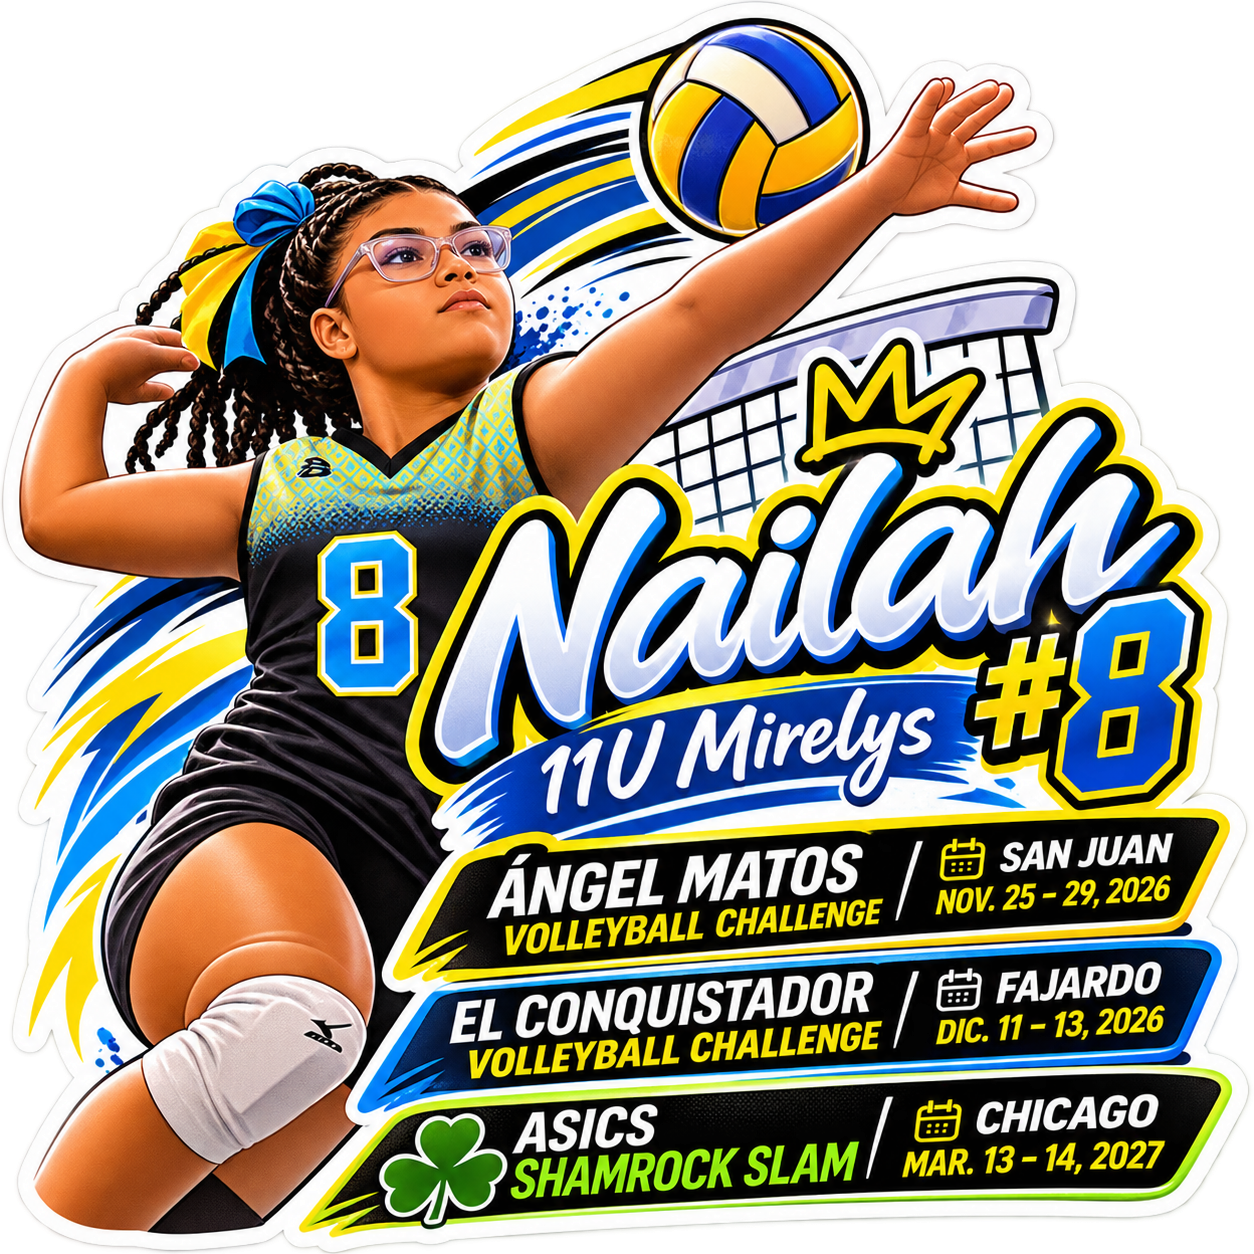 8
Nailah
#8
11U Mirelys
ÁNGEL MATOS
VOLLEYBALL CHALLENGE
SAN JUAN
NOV. 25 – 29, 2026
EL CONQUISTADOR
VOLLEYBALL CHALLENGE
FAJARDO
DIC. 11 – 13, 2026
ASICS
SHAMROCK SLAM
CHICAGO
MAR. 13 – 14, 2027